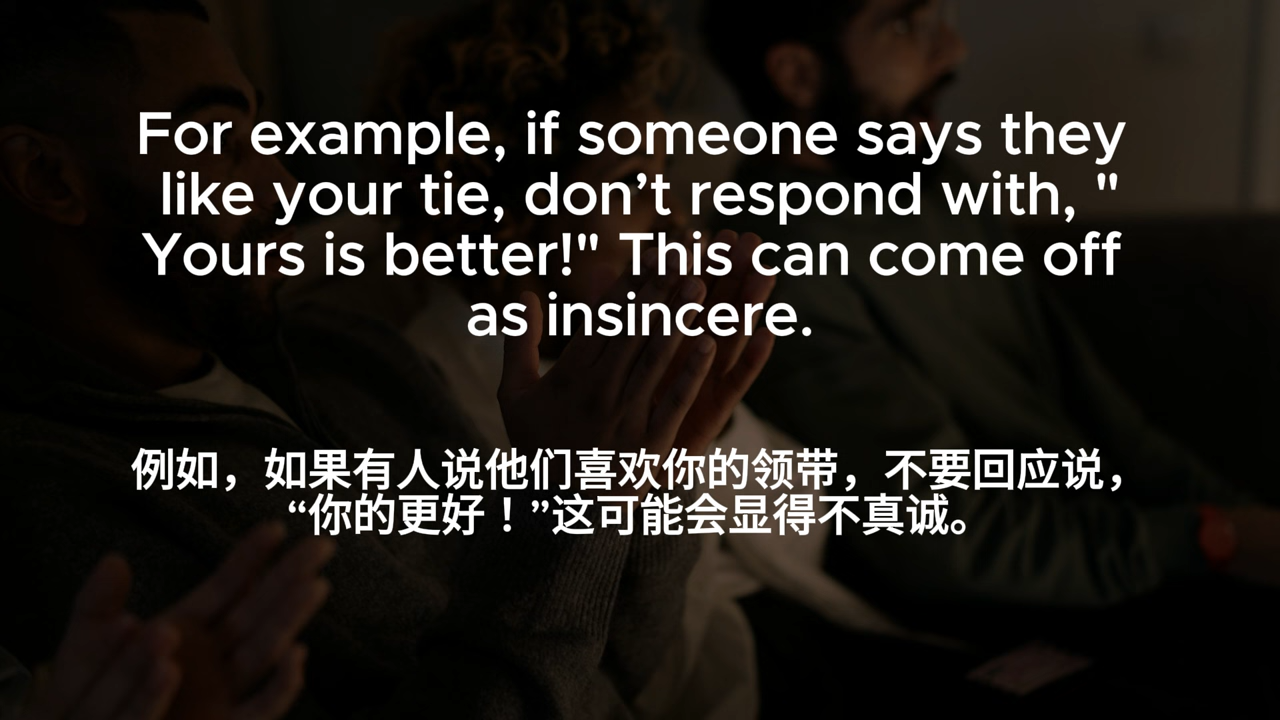 For example, if someone says they
like your tie, don’t respond with, "
Yours is better!" This can come off
as insincere.
例如，如果有人说他们喜欢你的领带，不要回应说，
“你的更好！”这可能会显得不真诚。